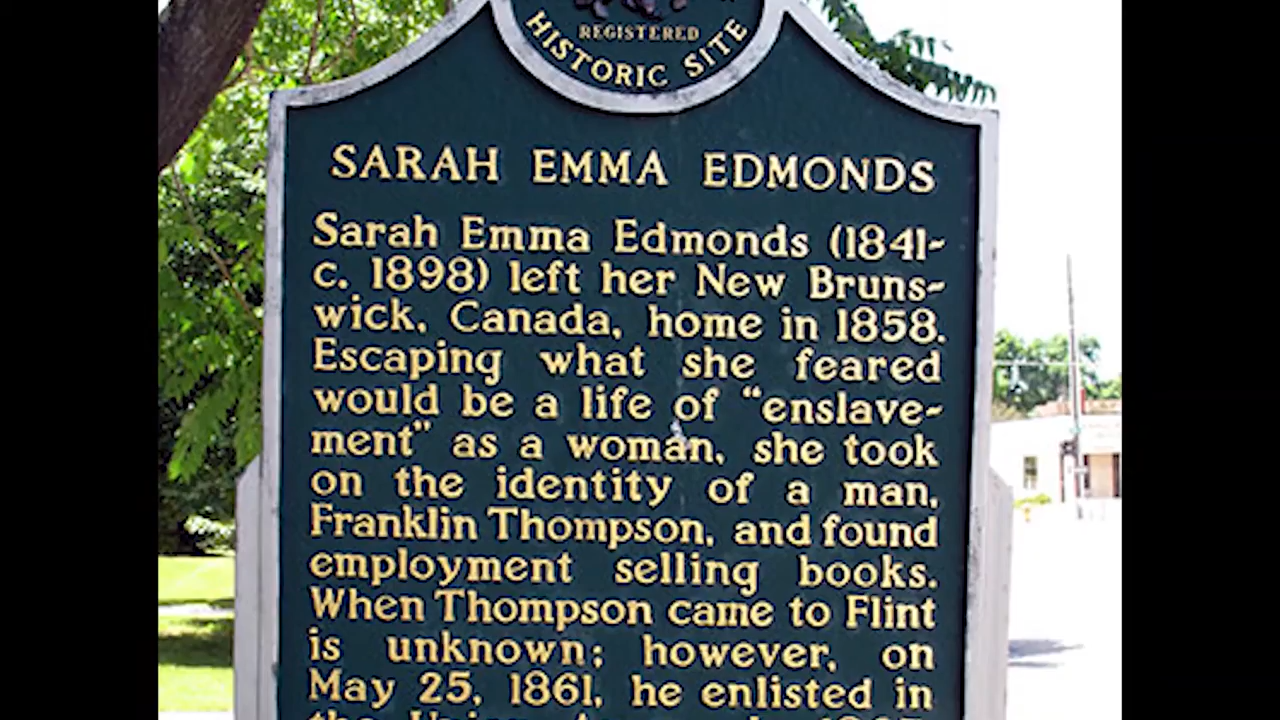 REGISTERED
HISTORIC SITE
SARAH EMMA EDMONDS
Sarah Emma Edmonds (1841-
c. 1898) left her New Bruns-
wick, Canada, home in 1858.
Escaping what she feared
would be a life of “enslave-
ment” as a woman, she took
on the identity of a man,
Franklin Thompson, and found
employment selling books.
When Thompson came to Flint
is unknown; however, on
May 25, 1861, he enlisted in